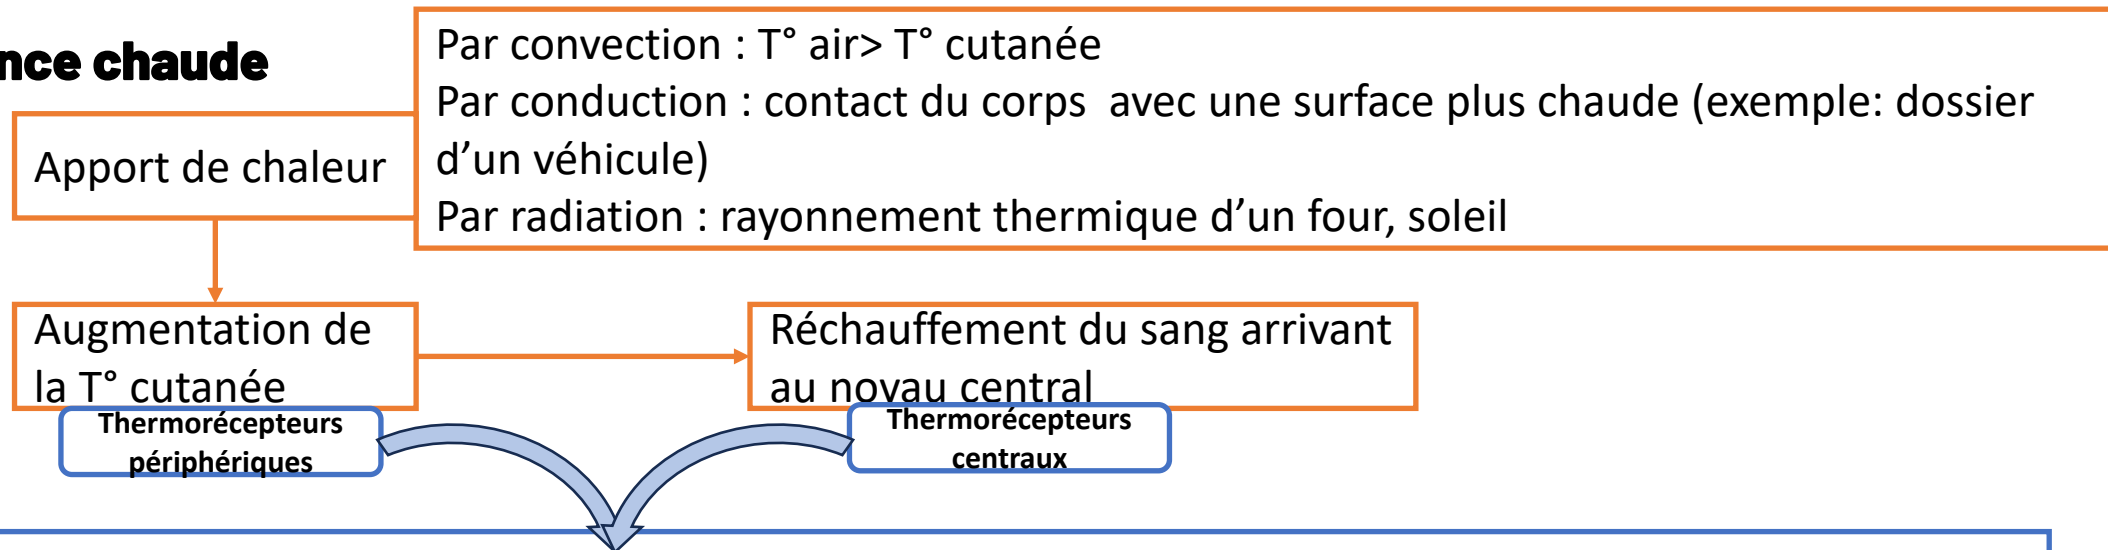 nce chaude
Par convection : T° air> T° cutanée
Par conduction : contact du corps  avec une surface plus chaude (exemple: dossier
d’un véhicule)
Par radiation : rayonnement thermique d’un four, soleil
Apport de chaleur
Augmentation de
la T° cutanée
Réchauffement du sang arrivant
au noyau central
Thermorécepteurs
périphériques
Thermorécepteurs
centraux